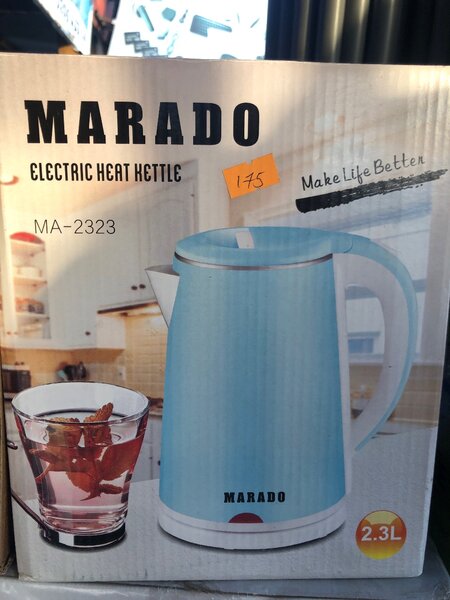 MARADO
ELECTRIC HEAT KETTLE
175
Make Life Better
MA-2323
MARADO
2.3L